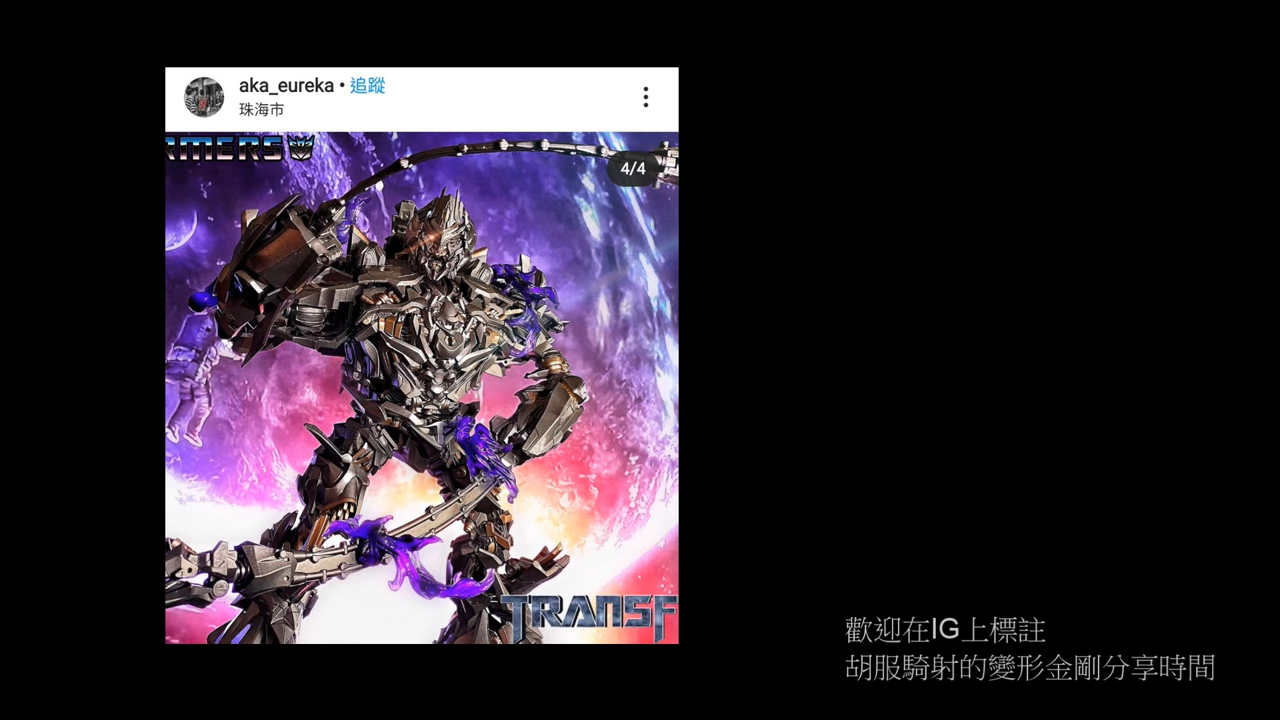 aka_eureka • 追蹤
珠海市
RMERS
4/4
TRANSF
歡迎在IG上標註
胡服騎射的變形金剛分享時間